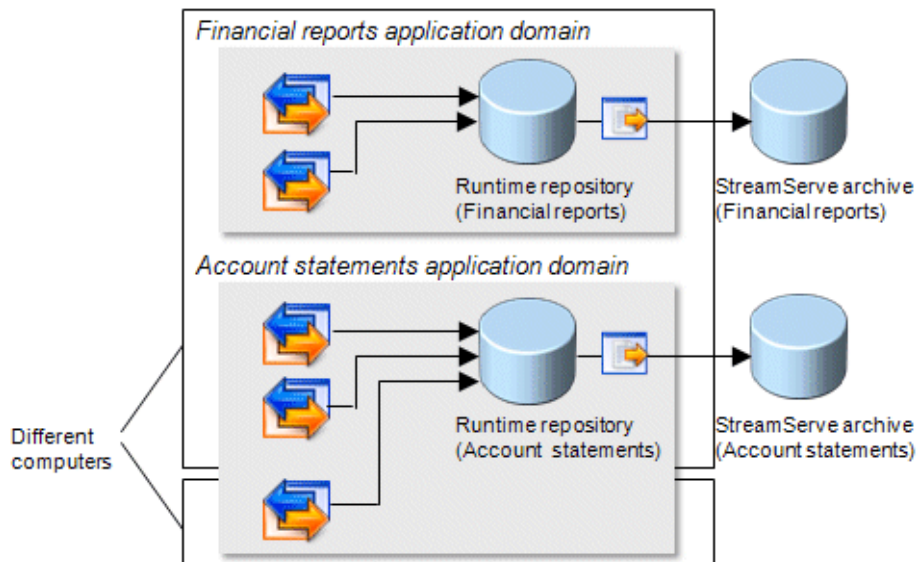 Financial reports application domain
Runtime repository
(Financial reports)
StreamServe archive
(Financial reports)
Account statements application domain
Runtime repository
(Account statements)
StreamServe archive
(Account statements)
Different
computers